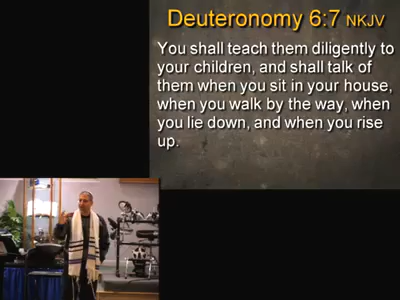 Deuteronomy 6:7 NKJV
You shall teach them diligently to
your children, and shall talk of
them when you sit in your house,
when you walk by the way, when
you lie down, and when you rise
up.